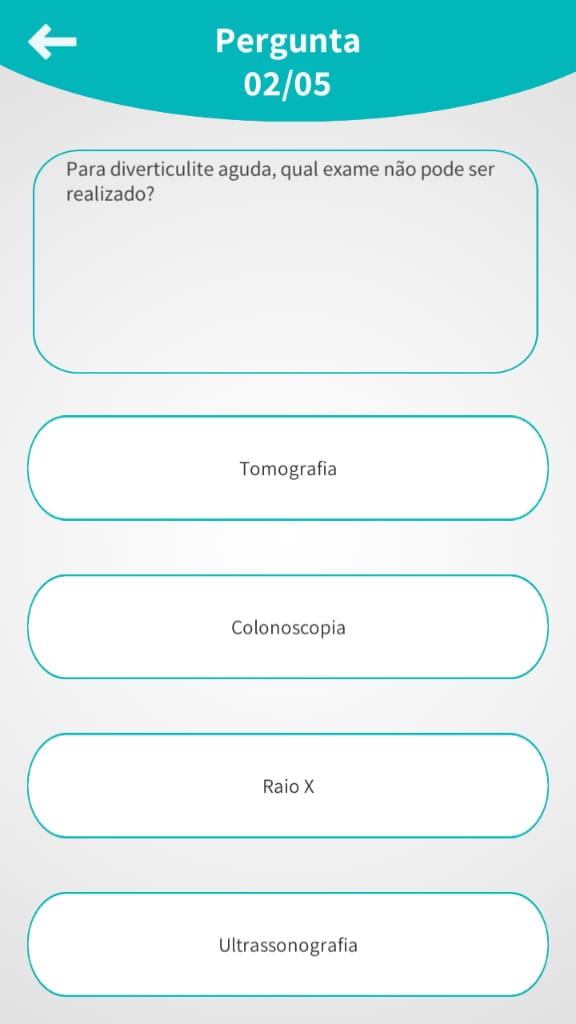 Pergunta
02/05
Para diverticulite aguda, qual exame não pode ser
realizado?
Tomografia
Colonoscopia
Raio X
Ultrassonografia